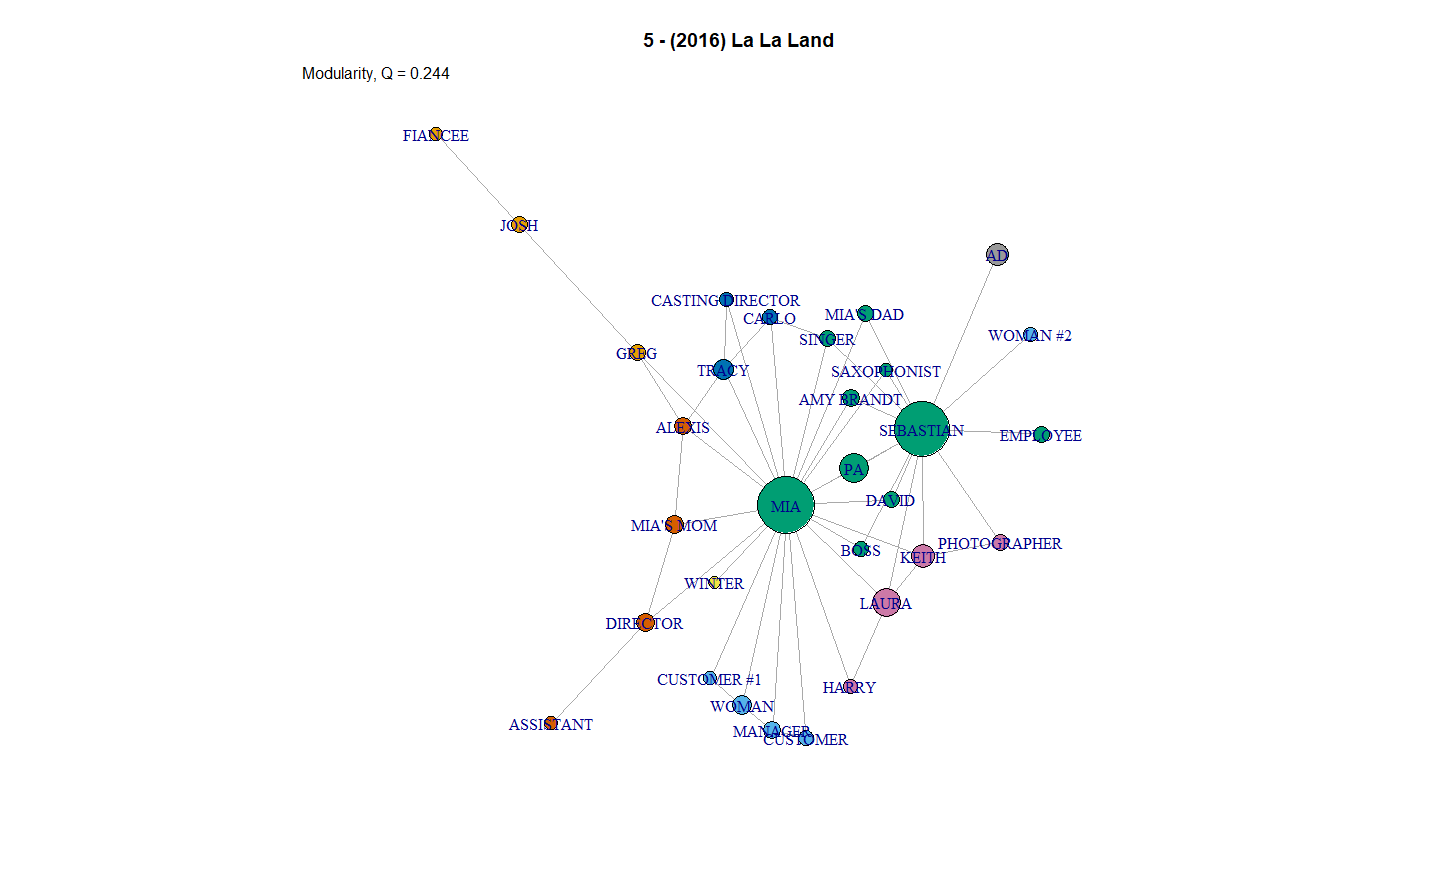 5 - (2016) La La Land
Modularity, Q = 0.244
FIANCEE
JOSH
AD
CASTING DIRECTOR
CARLO
MIA'S DAD
SINGER
WOMAN #2
GREG
TRACY
SAXOPHONIST
AMY BRANDT
ALEXIS
SEBASTIAN
EMPLOYEE
PA
DAVID
MIA
MIA'S MOM
PHOTOGRAPHER
BOSS
KEITH
WINTER
LAURA
DIRECTOR
CUSTOMER #1
HARRY
WOMAN
ASSISTANT
MANAGER
CUSTOMER